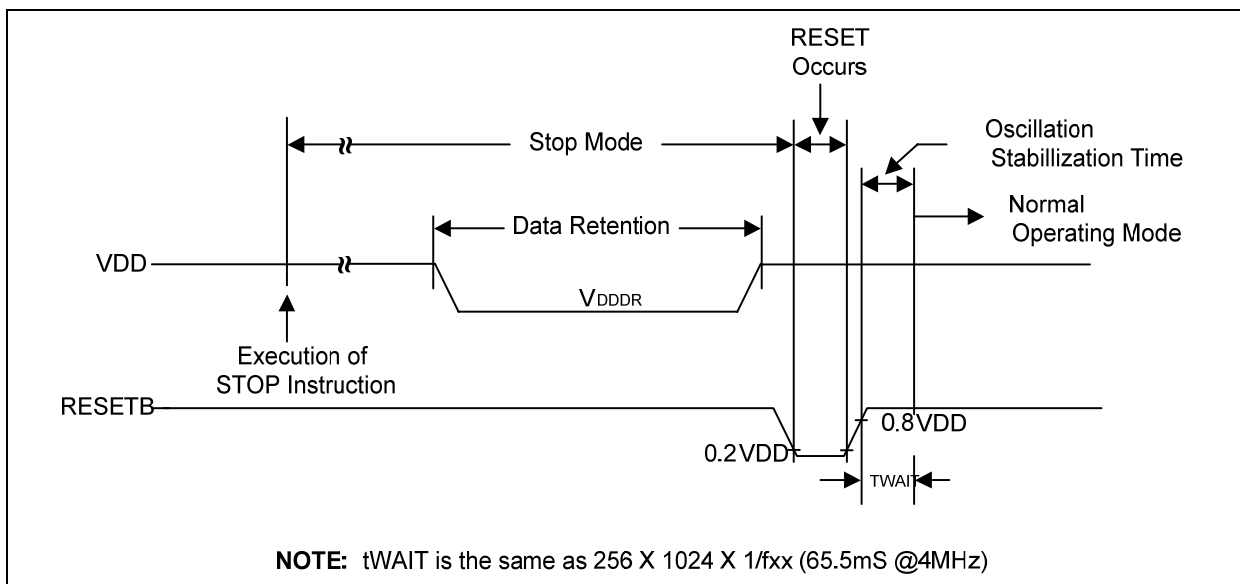 RESET
Occurs
Oscillation
Stabillization Time
Stop Mode
Normal
Operating Mode
Data Retention
VDD
VDDDR
Execution of
STOP Instruction
RESETB
0.8VDD
0.2VDD
TWAIT
NOTE: tWAIT is the same as 256 X 1024 X 1/fxx (65.5mS @4MHz)